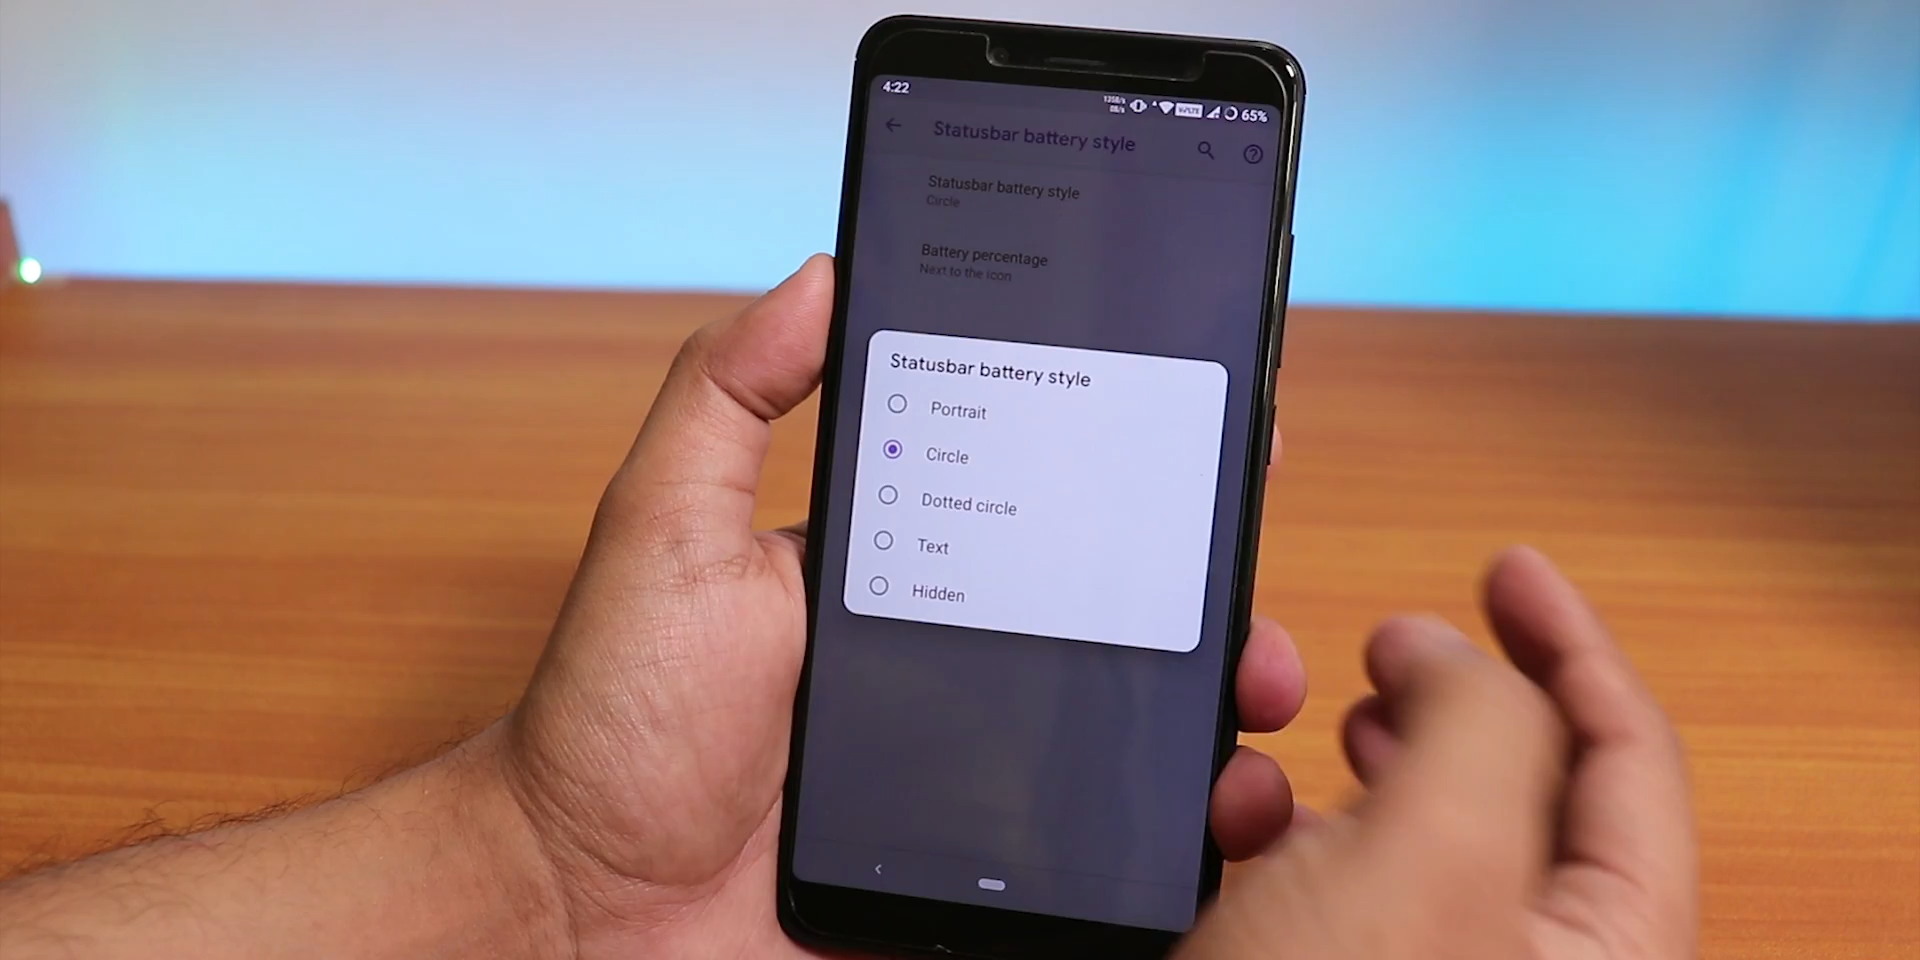 4:22
65%
Statusbar battery style
Statusbar battery style
Circle
Battery percentage
Next to the icon
Statusbar battery style
Portrait
Circle
Dotted circle
Text
Hidden